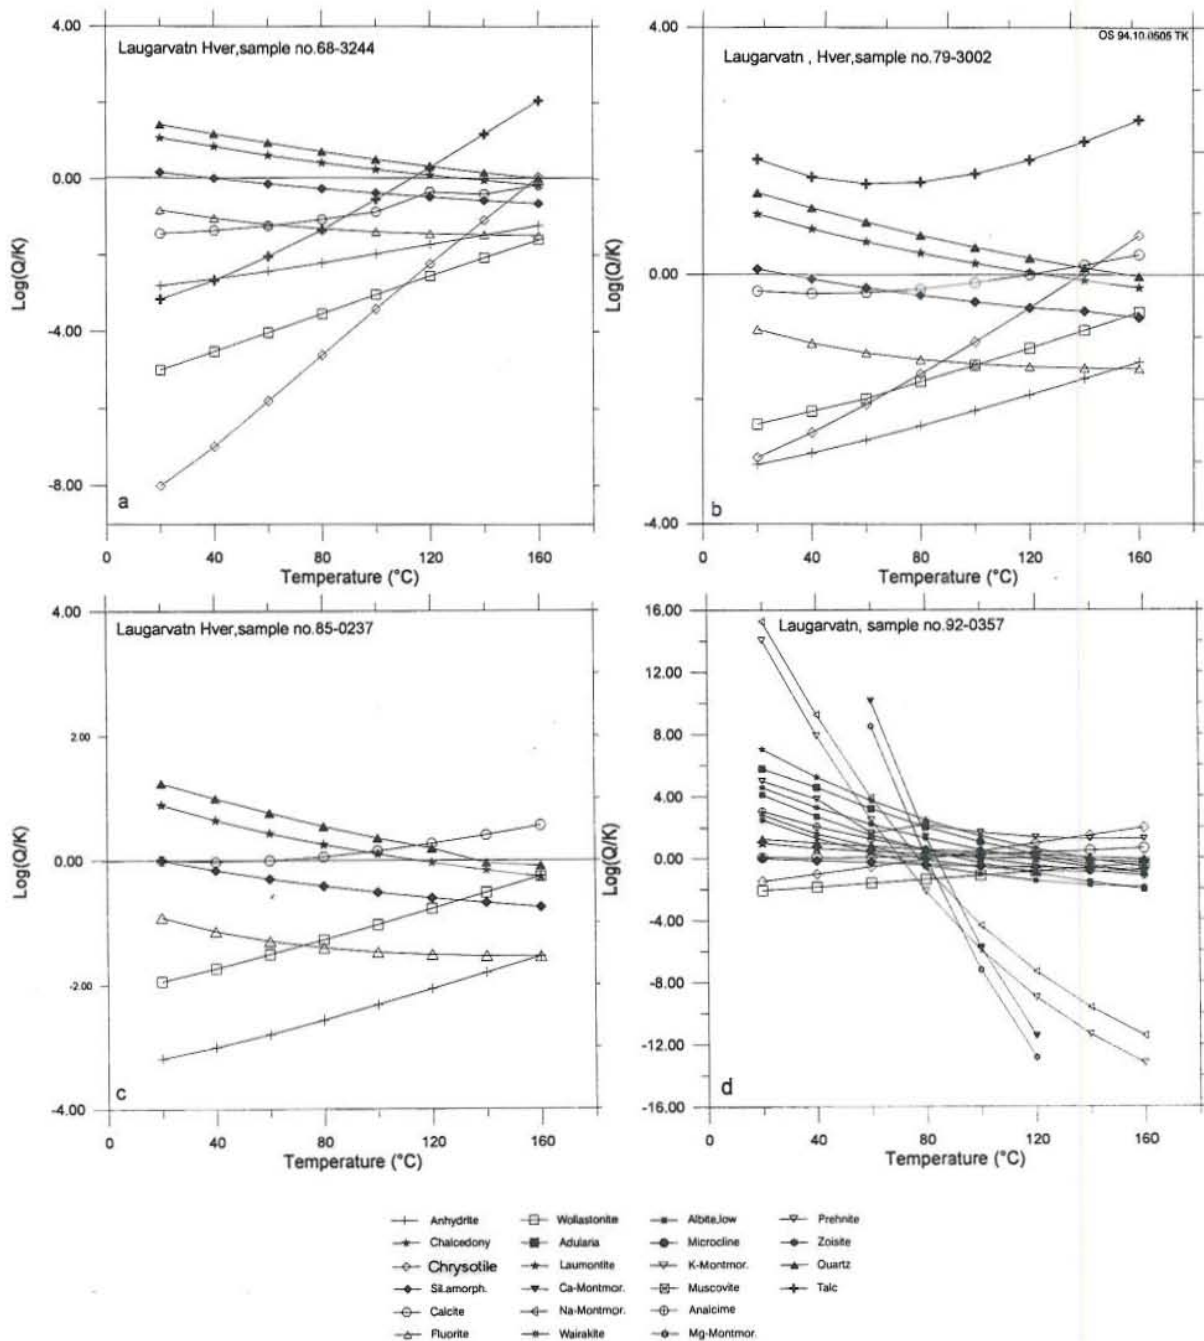 4.00
Laugarvatn Hver,sample no.68-3244
0.00
-4.00
-8.00
Log(Q/K)
a
0 40 80 120 160
Temperature (°C)
4.00
OS 94.10.0505 TK
Laugarvatn , Hver,sample no.79-3002
0.00
-4.00
Log(Q/K)
b
0 40 80 120 160
Temperature (°C)
4.00
Laugarvatn Hver,sample no.85-0237
2.00
0.00
-2.00
-4.00
Log(Q/K)
c
0 40 80 120 160
Temperature (°C)
16.00
Laugarvatn, sample no.92-0357
12.00
8.00
4.00
0.00
-4.00
-8.00
-12.00
-16.00
Log(Q/K)
d
0 40 80 120 160
Temperature (°C)
Anhydrite Wollastonite Albite,low Prehnite
Chalcedony Adularia Microcline Zoisite
Chrysotile Laumontite K-Montmor. Quartz
Sil.amorph. Ca-Montmor. Muscovite Talc
Calcite Na-Montmor. Analcime
Fluorite Wairakite Mg-Montmor.